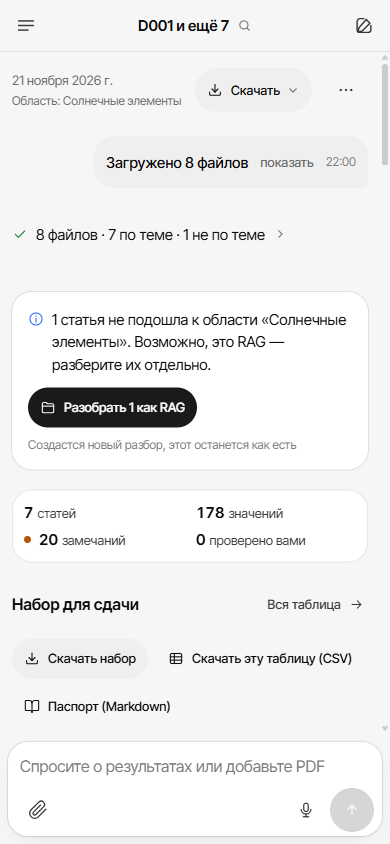 D001 и ещё 7
21 ноября 2026 г.
Область: Солнечные элементы
Скачать
Загружено 8 файлов показать 22:00
8 файлов · 7 по теме · 1 не по теме
1 статья не подошла к области «Солнечные
элементы». Возможно, это RAG —
разберите их отдельно.
Разобрать 1 как RAG
Создастся новый разбор, этот останется как есть
7 статей
178 значений
20 замечаний
0 проверено вами
Набор для сдачи
Вся таблица →
Скачать набор
Скачать эту таблицу (CSV)
Паспорт (Markdown)
Спросите о результатах или добавьте PDF